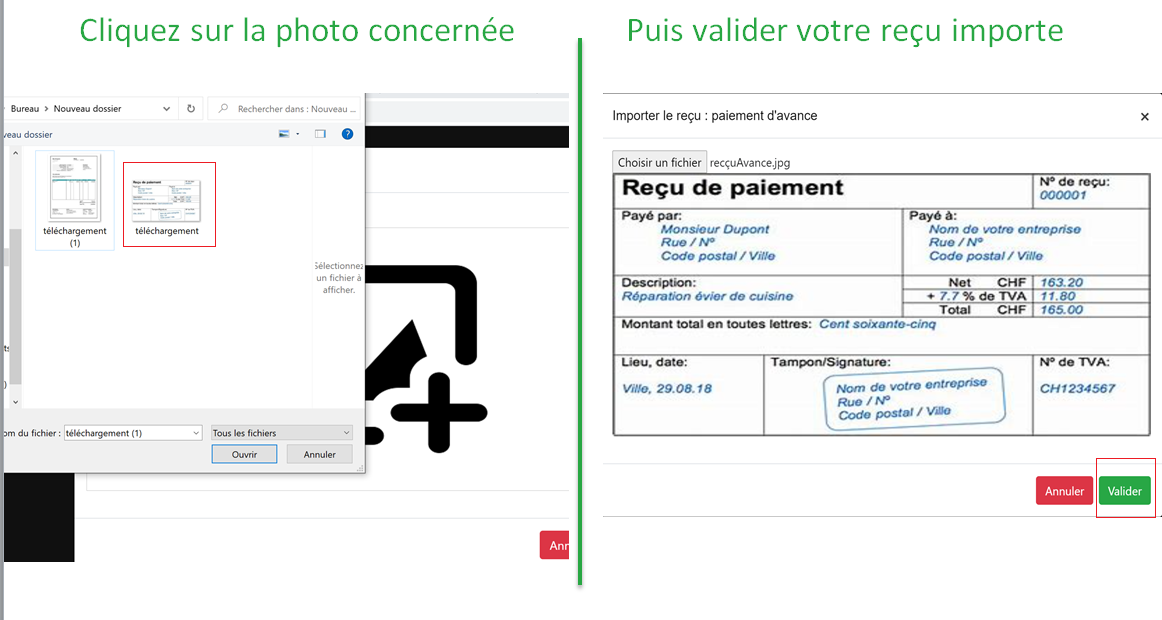 Cliquez sur la photo concernée
Puis valider votre reçu importe
Bureau > Nouveau dossier
Rechercher dans : Nouveau ...
veau dossier
téléchargement
(1)
téléchargement
Sélectionnez
un fichier à
afficher.
om du fichier : téléchargement (1)
Tous les fichiers
Ouvrir
Annuler
Ann
Importer le reçu : paiement d'avance
×
Choisir un fichier recçuAvance.jpg
Reçu de paiement
Nº de reçu:
000001
Payé par:
Monsieur Dupont
Rue / Nº
Code postal / Ville
Payé à:
Nom de votre entreprise
Rue / Nº
Code postal / Ville
Description:
Réparation évier de cuisine
Net CHF 163.20
+ 7.7 % de TVA 11.80
Total CHF 165.00
Montant total en toutes lettres: Cent soixante-cinq
Lieu, date:
Ville, 29.08.18
Tampon/Signature:
Nom de votre entreprise
Rue / Nº
Code postal / Ville
Nº de TVA:
CH1234567
Annuler
Valider